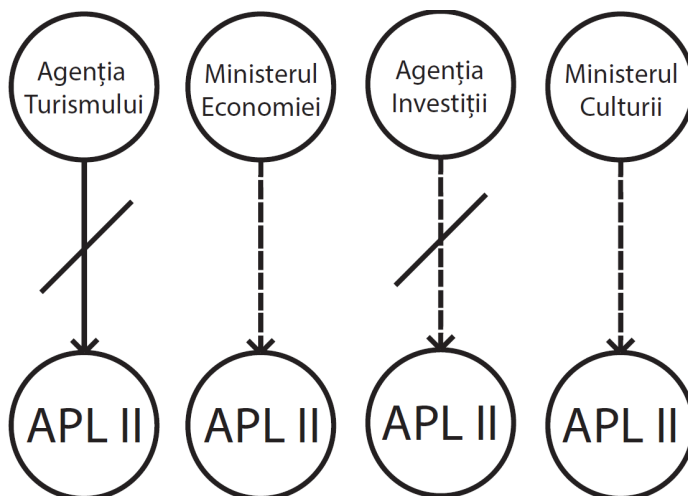 Agenția
Turismului
Ministerul
Economiei
Agenția
Investiții
Ministerul
Culturii
APL II
APL II
APL II
APL II